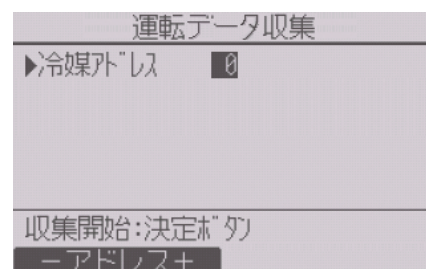 運転データ収集
▶冷媒ｱﾄﾞﾚｽ 0
収集開始:決定ﾎﾞﾀﾝ
－アドレス＋